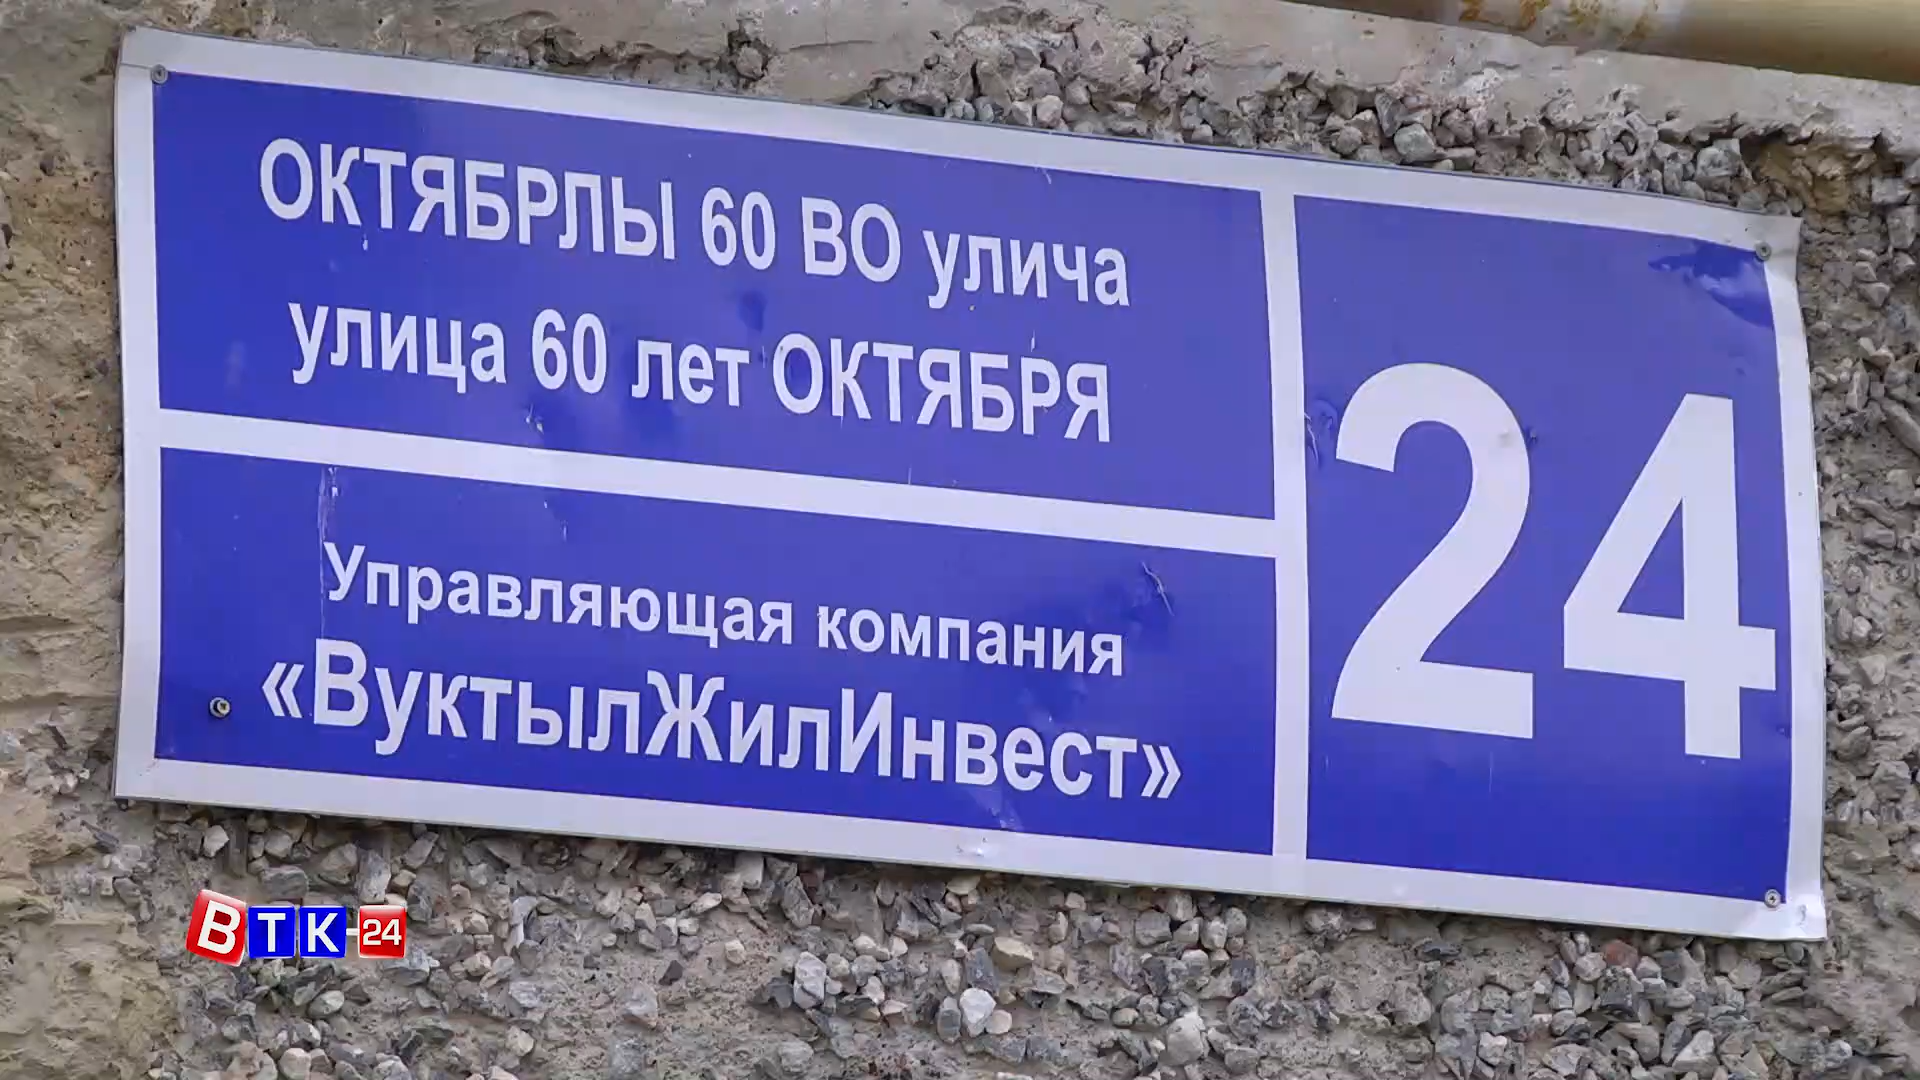 ОКТЯБРЛЫ 60 ВО улича
улица 60 лет ОКТЯБРЯ
24
Управляющая компания
«ВуктылЖилИнвест»
ВТК-24